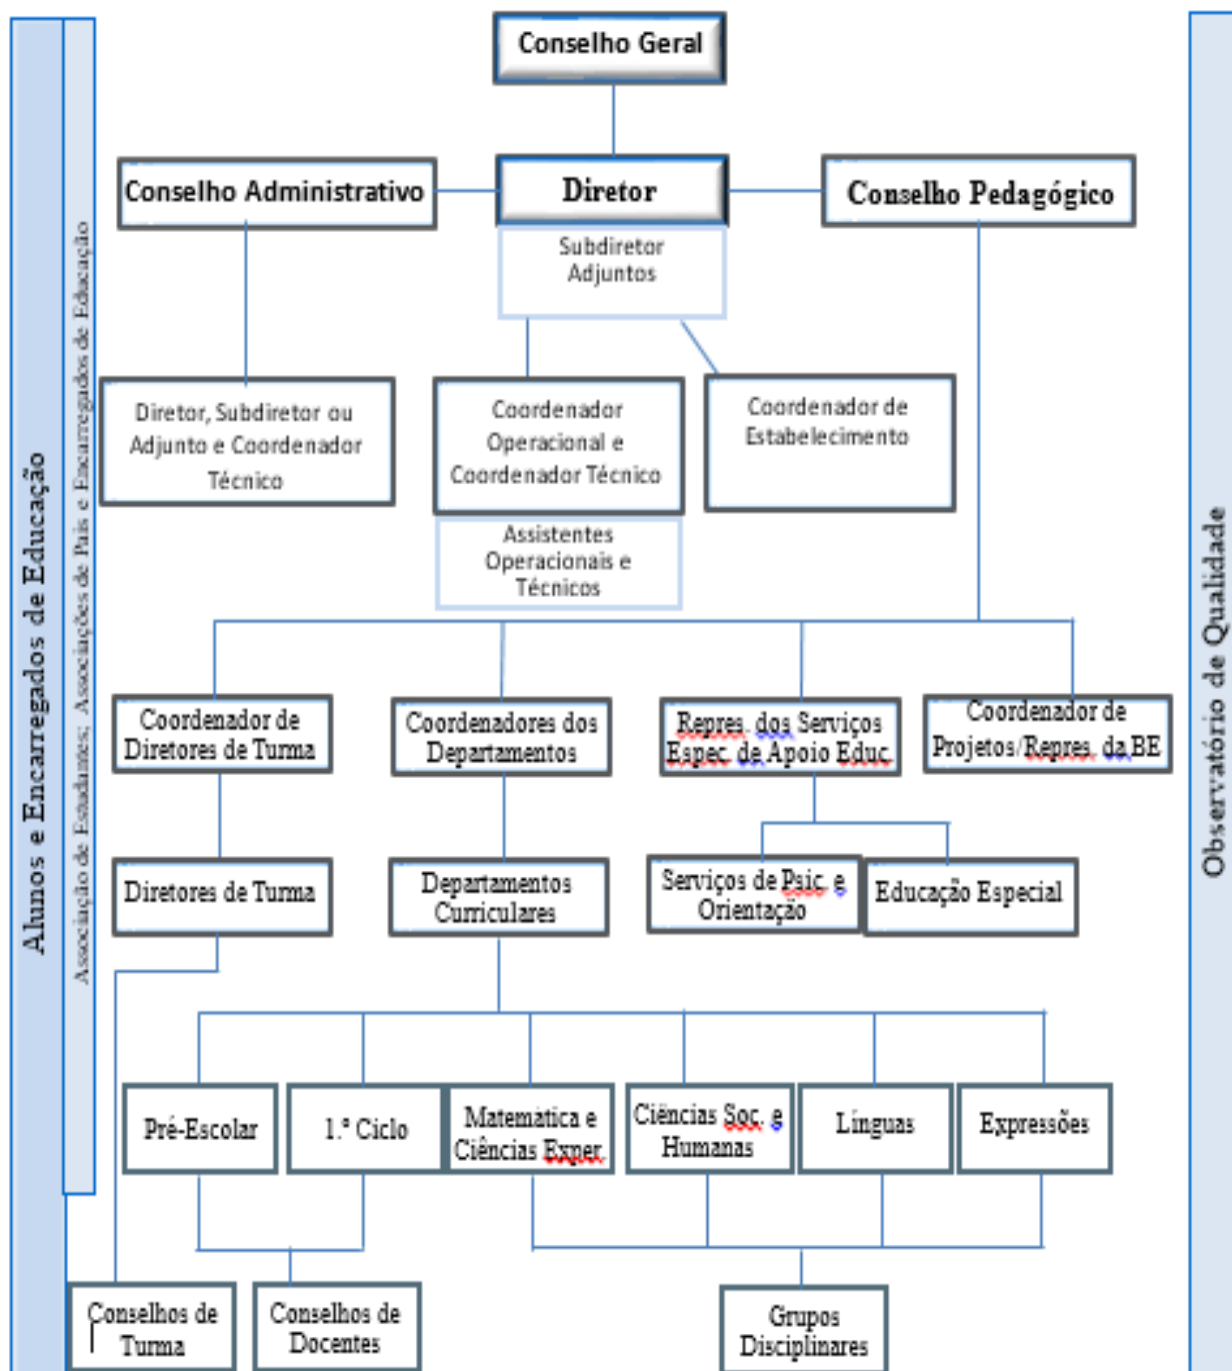 Conselho Geral
Conselho Administrativo
Diretor
Conselho Pedagógico
Subdiretor
Adjuntos
Diretor, Subdiretor ou
Adjunto e Coordenador
Técnico
Coordenador
Operacional e
Coordenador Técnico
Coordenador de
Estabelecimento
Assistentes
Operacionais e
Técnicos
Alunos e Encarregados de Educação
Associação de Estudantes; Associações de Pais e Encarregados de Educação
Observatório de Qualidade
Coordenador de
Diretores de Turma
Coordenadores dos
Departamentos
Repres. dos Serviços
Espec. de Apoio Educ.
Coordenador de
Projetos/Repres. da BE
Diretores de Turma
Departamentos
Curriculares
Serviços de Psic. e
Orientação
Educação Especial
Pré-Escolar
1.º Ciclo
Matemática e
Ciências Exper.
Ciências Soc. e
Humanas
Línguas
Expressões
Conselhos de
Turma
Conselhos de
Docentes
Grupos
Disciplinares